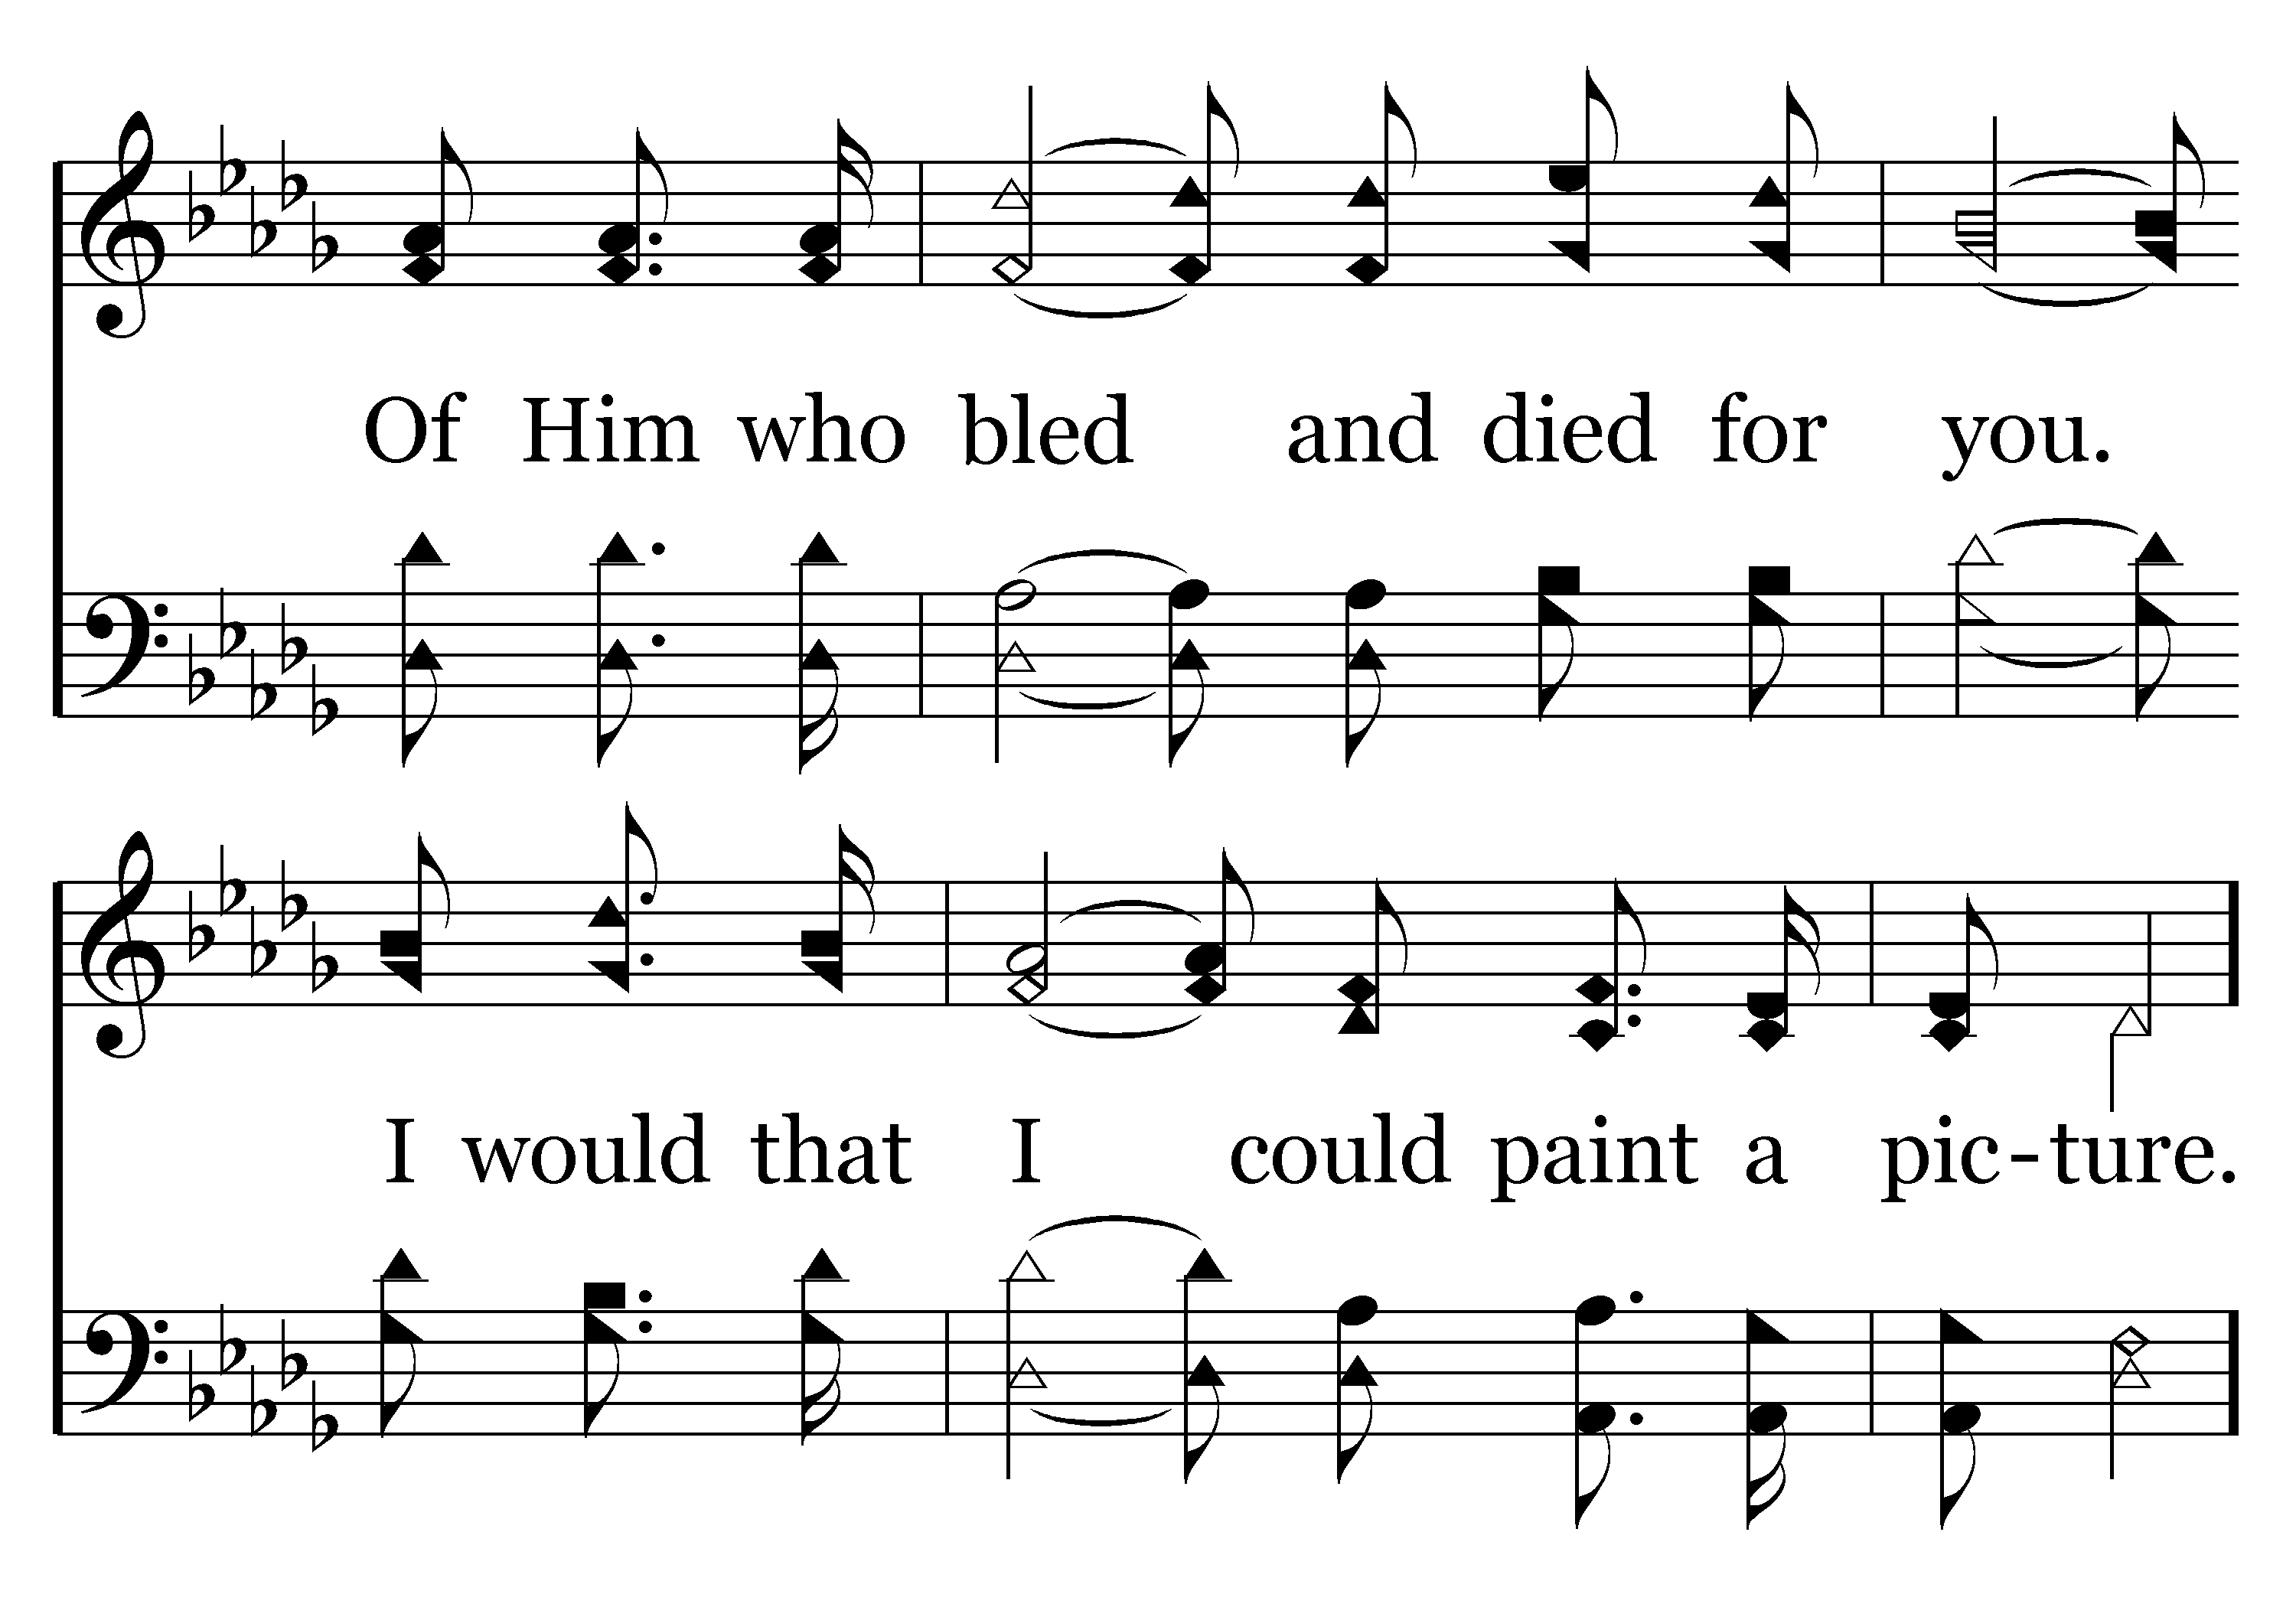 Of Him who bled and died for you.
I would that I could paint a pic-ture.